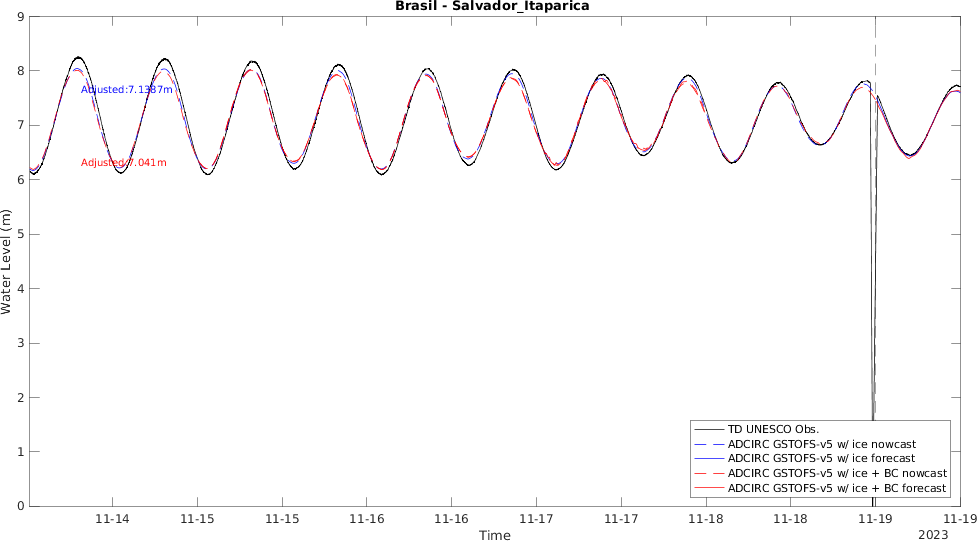 Brasil - Salvador_Itaparica
9
8
7
6
5
4
3
2
1
0
Water Level (m)
Adjusted:7.1387m
Adjusted:7.041m
TD UNESCO Obs.
ADCIRC GSTOFS-v5 w/ ice nowcast
ADCIRC GSTOFS-v5 w/ ice forecast
ADCIRC GSTOFS-v5 w/ ice + BC nowcast
ADCIRC GSTOFS-v5 w/ ice + BC forecast
11-14 11-15 11-15 11-16 11-16 11-17 11-17 11-18 11-18 11-19 11-19
Time
2023